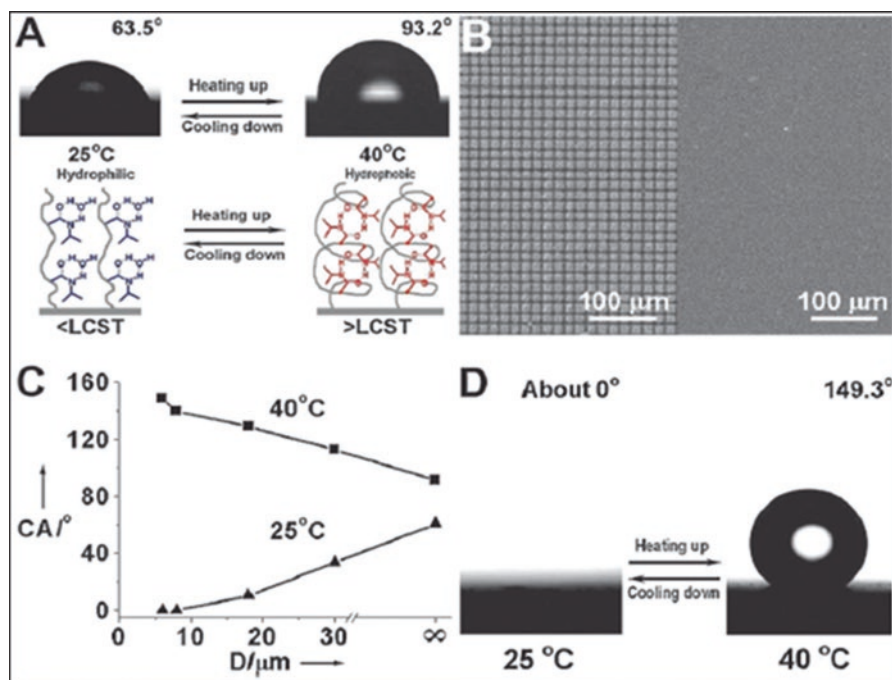 A
63.5°
93.2°
Heating up
Cooling down
25°C
40°C
Hydrophilic
Hydrophobic
Heating up
Cooling down
<LCST
>LCST
B
100 µm
100 µm
C
160
120
80
40
0
CA/°
40°C
25°C
0
10
20
30
∞
D/µm
D
About 0°
149.3°
Heating up
Cooling down
25 °C
40 °C